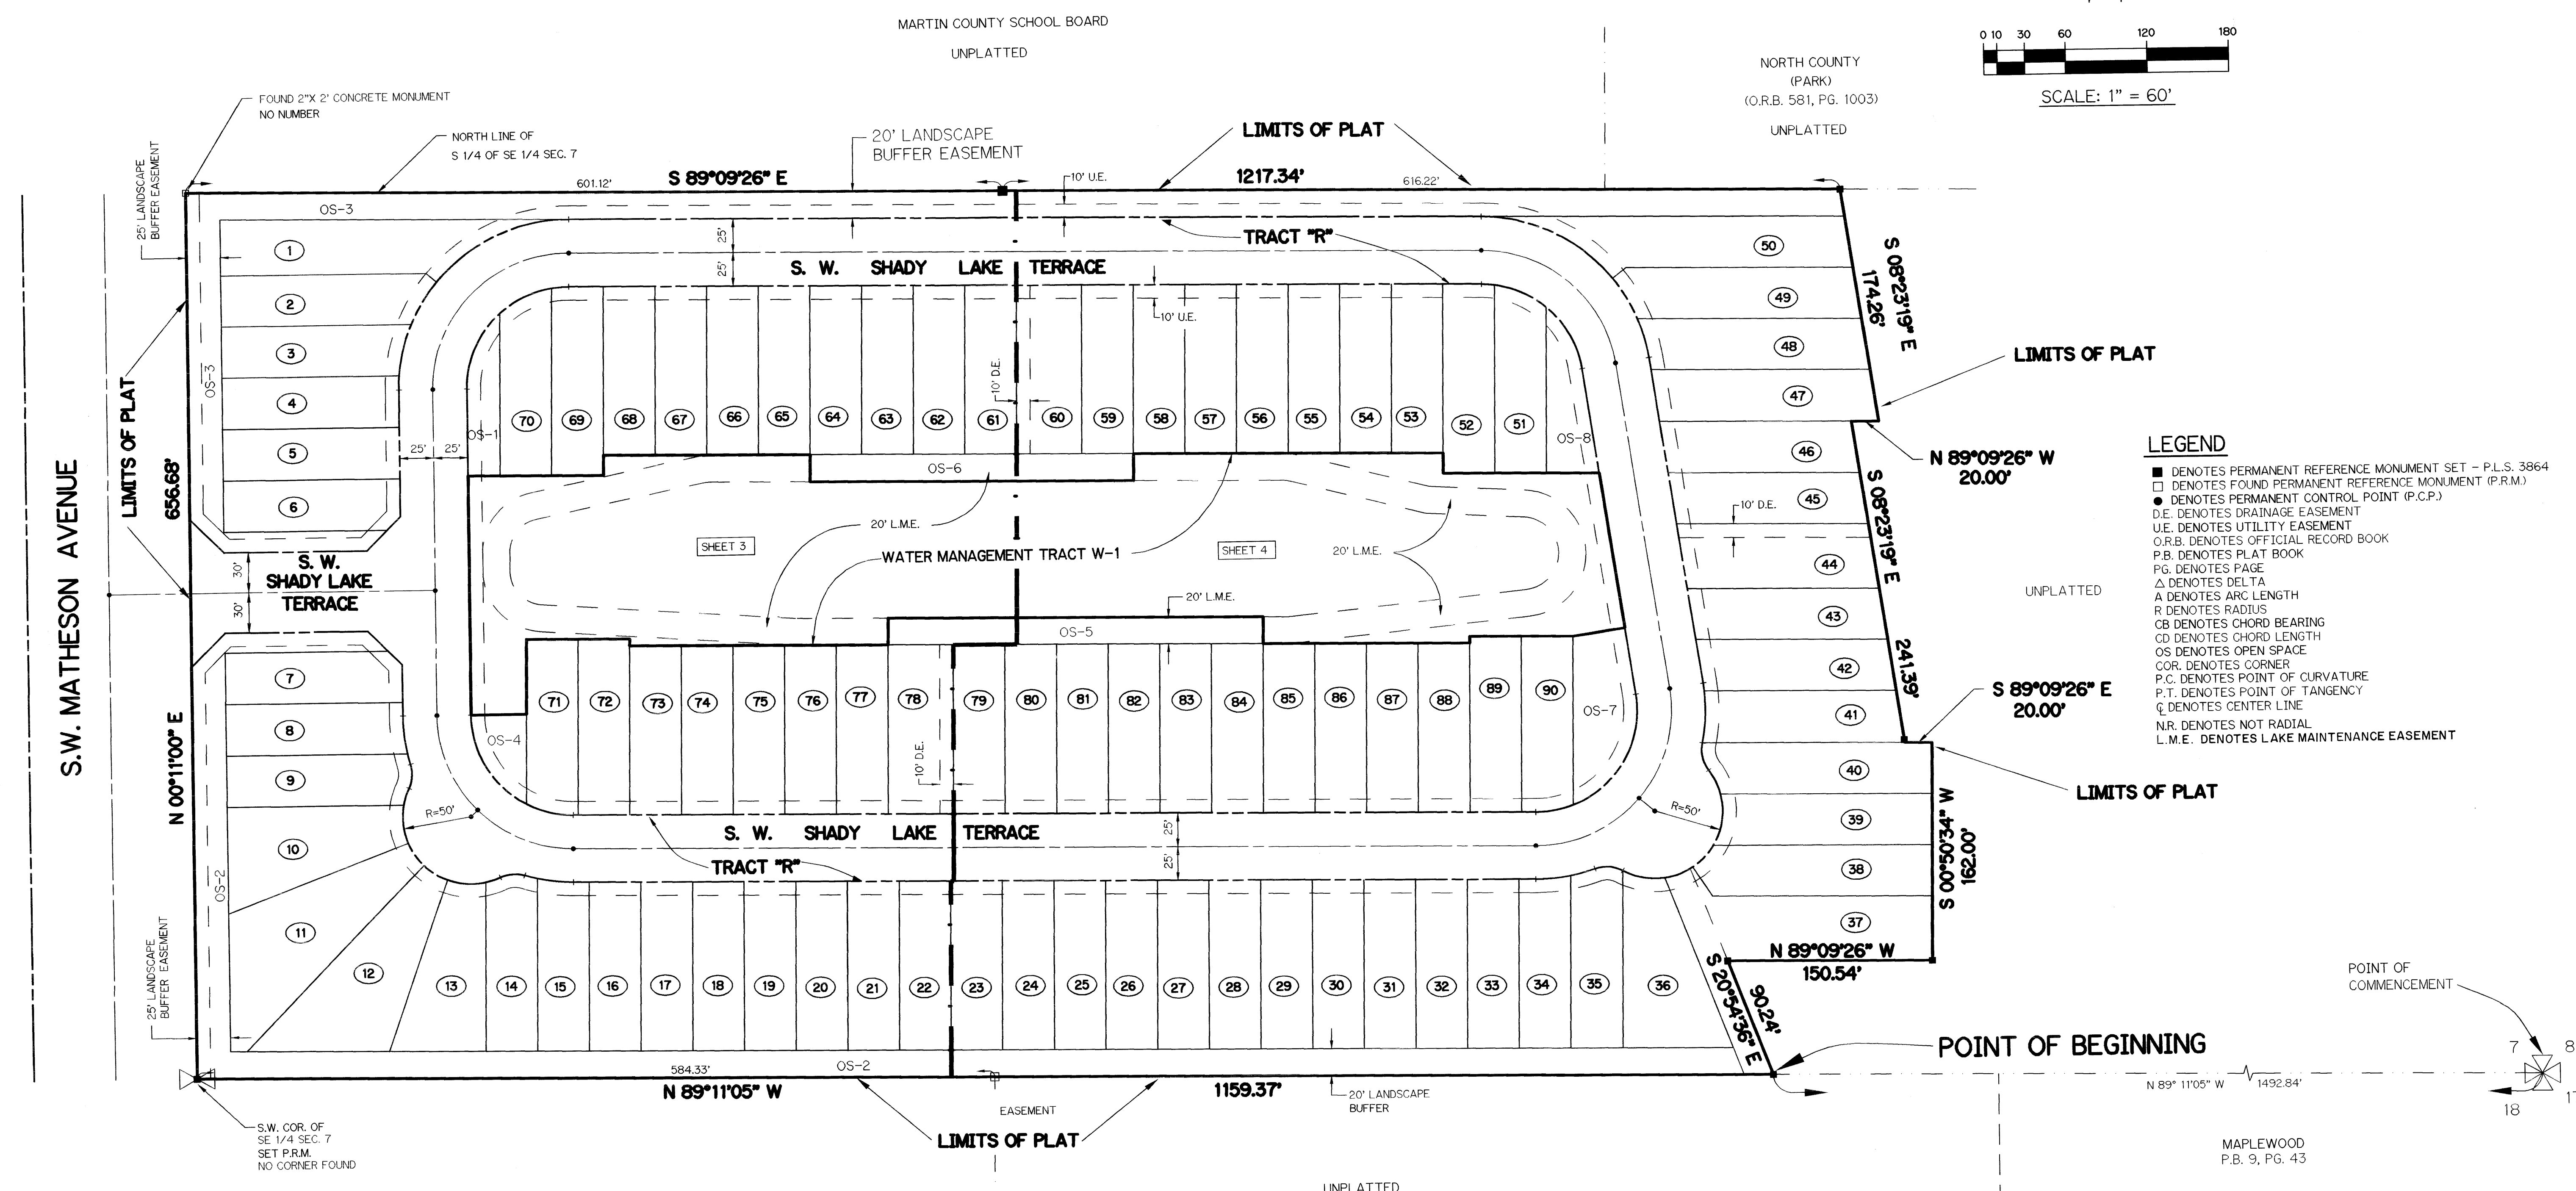 MARTIN COUNTY SCHOOL BOARD
UNPLATTED
NORTH COUNTY
(PARK)
(O.R.B. 581, PG. 1003)
UNPLATTED
0 10 30 60 120 180
SCALE: 1" = 60'
FOUND 2"X 2' CONCRETE MONUMENT
NO NUMBER
NORTH LINE OF
S 1/4 OF SE 1/4 SEC. 7
20' LANDSCAPE
BUFFER EASEMENT
LIMITS OF PLAT
25' LANDSCAPE
BUFFER EASEMENT
601.12'
S 89°09'26" E
10' U.E.
1217.34'
616.22'
OS-3
25'
25'
TRACT "R"
S. W. SHADY LAKE TERRACE
10' U.E.
1
2
3
4
5
6
OS-3
50
49
48
47
S 08°23'19" E
174.26'
LIMITS OF PLAT
LIMITS OF PLAT
656.68'
10' D.E.
70
69
68
67
66
65
64
63
62
61
60
59
58
57
56
55
54
53
52
51
OS-1
OS-8
25' 25'
OS-6
46
45
N 89°09'26" W
20.00'
S 08°23'19" E
241.39'
10' D.E.
20' L.M.E.
SHEET 3
WATER MANAGEMENT TRACT W-1
SHEET 4
20' L.M.E.
20' L.M.E.
S.W. MATHESON AVENUE
30'
30'
S. W.
SHADY LAKE
TERRACE
OS-5
44
43
42
41
UNPLATTED
LEGEND
DENOTES PERMANENT REFERENCE MONUMENT SET - P.L.S. 3864
DENOTES FOUND PERMANENT REFERENCE MONUMENT (P.R.M.)
DENOTES PERMANENT CONTROL POINT (P.C.P.)
D.E. DENOTES DRAINAGE EASEMENT
U.E. DENOTES UTILITY EASEMENT
O.R.B. DENOTES OFFICIAL RECORD BOOK
P.B. DENOTES PLAT BOOK
PG. DENOTES PAGE
△ DENOTES DELTA
A DENOTES ARC LENGTH
R DENOTES RADIUS
CB DENOTES CHORD BEARING
CD DENOTES CHORD LENGTH
OS DENOTES OPEN SPACE
COR. DENOTES CORNER
P.C. DENOTES POINT OF CURVATURE
P.T. DENOTES POINT OF TANGENCY
℄ DENOTES CENTER LINE
N.R. DENOTES NOT RADIAL
L.M.E. DENOTES LAKE MAINTENANCE EASEMENT
S 89°09'26" E
20.00'
LIMITS OF PLAT
N 00°11'00" E
7
8
9
10
11
12
OS-2
71
72
73
74
75
76
77
78
79
80
81
82
83
84
85
86
87
88
89
90
OS-4
OS-7
10' D.E.
R=50'
R=50'
S. W. SHADY LAKE TERRACE
25'
25'
TRACT "R"
40
39
38
37
S 00°50'34" W
162.00'
N 89°09'26" W
150.54'
25' LANDSCAPE
BUFFER EASEMENT
13
14
15
16
17
18
19
20
21
22
23
24
25
26
27
28
29
30
31
32
33
34
35
36
S 20°54'36" E
90.24'
POINT OF
COMMENCEMENT
POINT OF BEGINNING
584.33'
OS-2
N 89°11'05" W
1159.37'
N 89° 11'05" W
1492.84'
7
8
18
17
20' LANDSCAPE
BUFFER
EASEMENT
LIMITS OF PLAT
S.W. COR. OF
SE 1/4 SEC. 7
SET P.R.M.
NO CORNER FOUND
MAPLEWOOD
P.B. 9, PG. 43
UNPLATTED